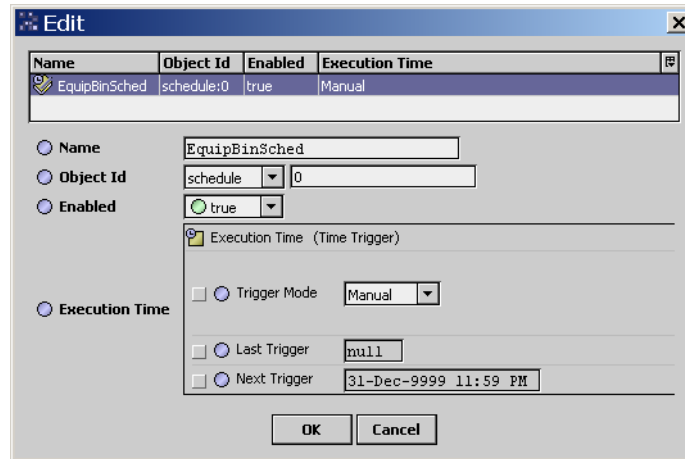 Edit
Name Object Id Enabled Execution Time
EquipBinSched schedule:0 true Manual
Name EquipBinSched
Object Id schedule 0
Enabled true
Execution Time (Time Trigger)
Trigger Mode Manual
Execution Time
Last Trigger null
Next Trigger 31-Dec-9999 11:59 PM
OK Cancel